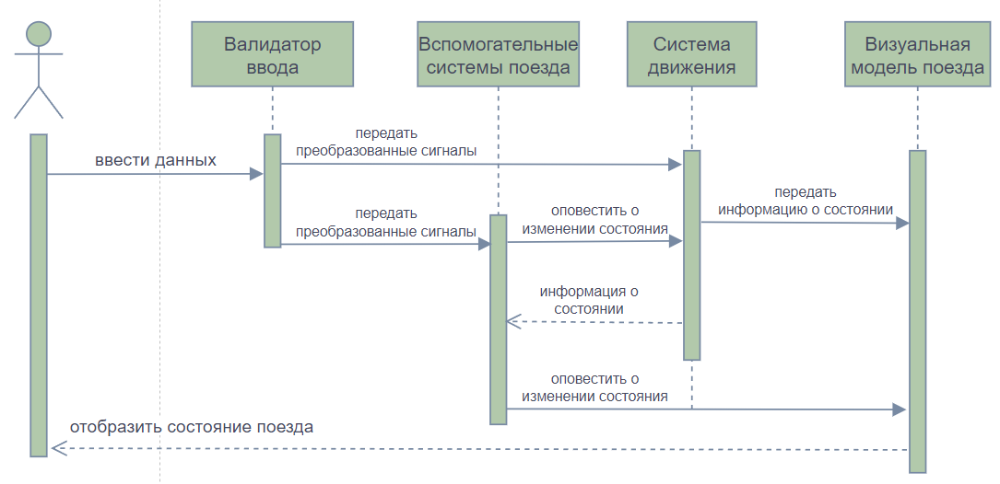 Валидатор
ввода
Вспомогательные
системы поезда
Система
движения
Визуальная
модель поезда
ввести данных
передать
преобразованные сигналы
передать
информацию о состоянии
передать
преобразованные сигналы
оповестить о
изменении состояния
информация о
состоянии
оповестить о
изменении состояния
отобразить состояние поезда